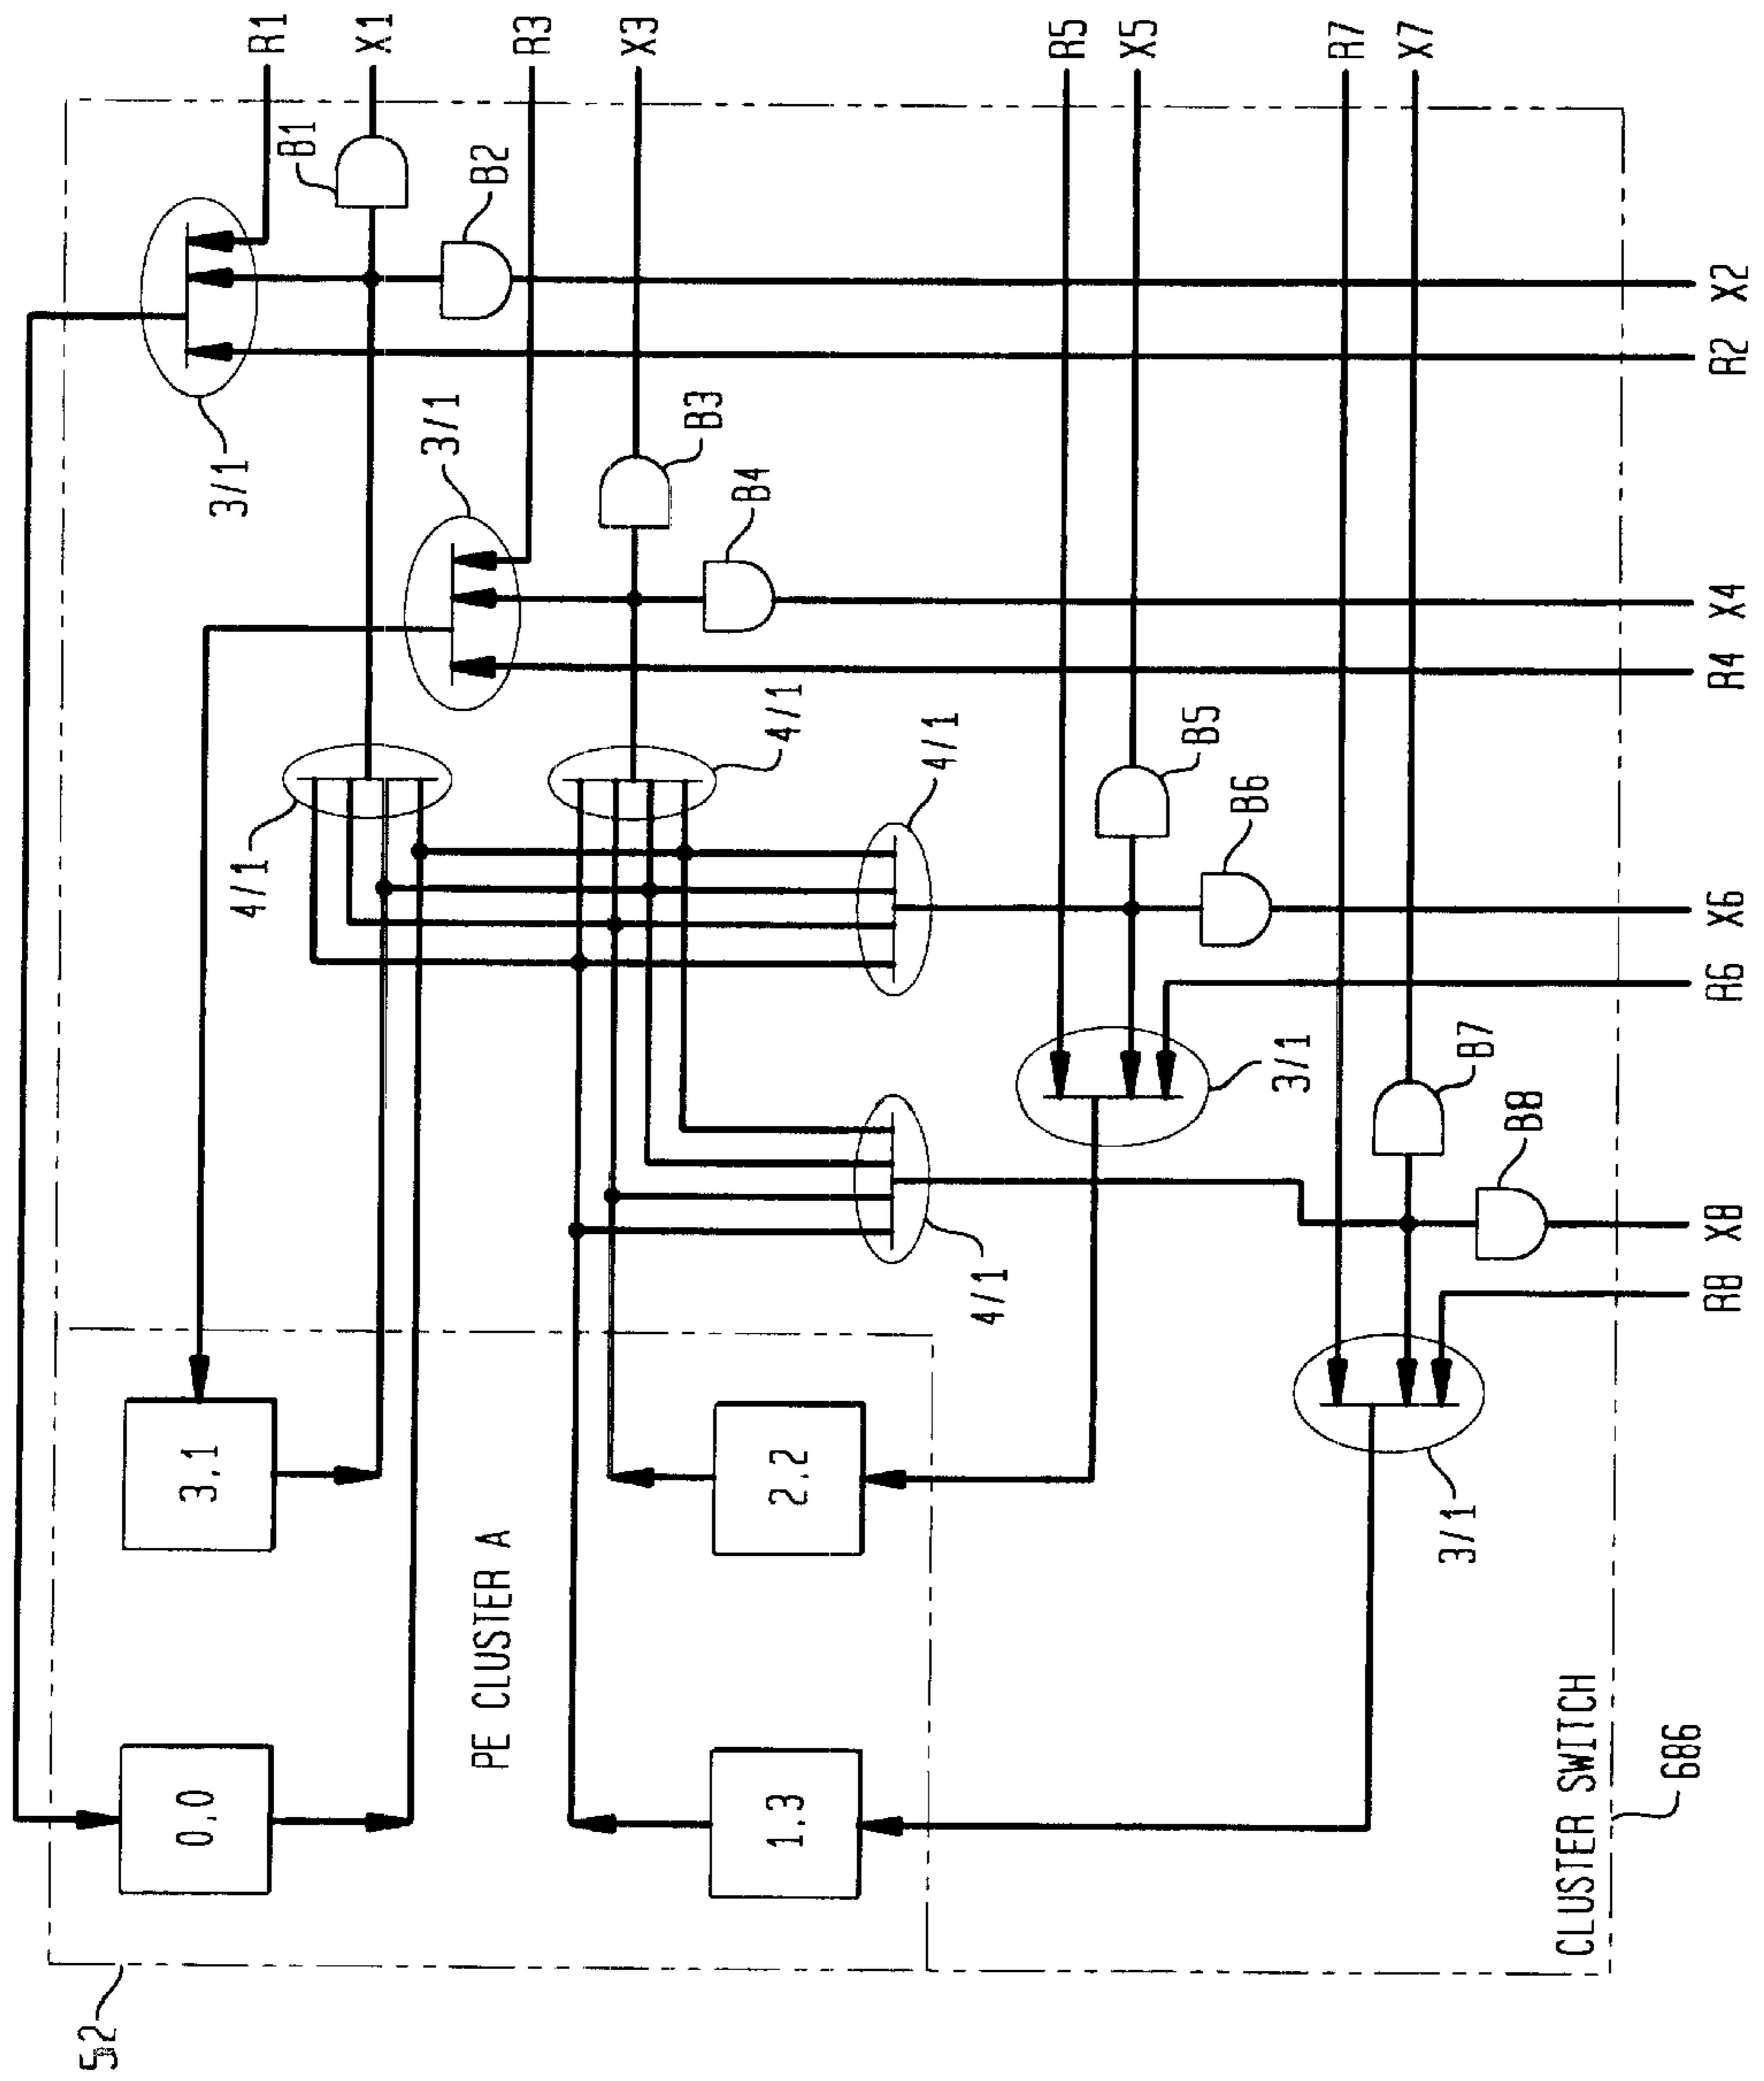 52
0,0
3,1
3/1
4/1
R1
B1
X1
3/1
B2
PE CLUSTER A
R3
X3
B3
B4
1,3
2,2
4/1
4/1
4/1
R5
X5
B5
B6
3/1
R7
X7
3/1
B7
B8
CLUSTER SWITCH
686
R8 X8 R6 X6 R4 X4 R2 X2